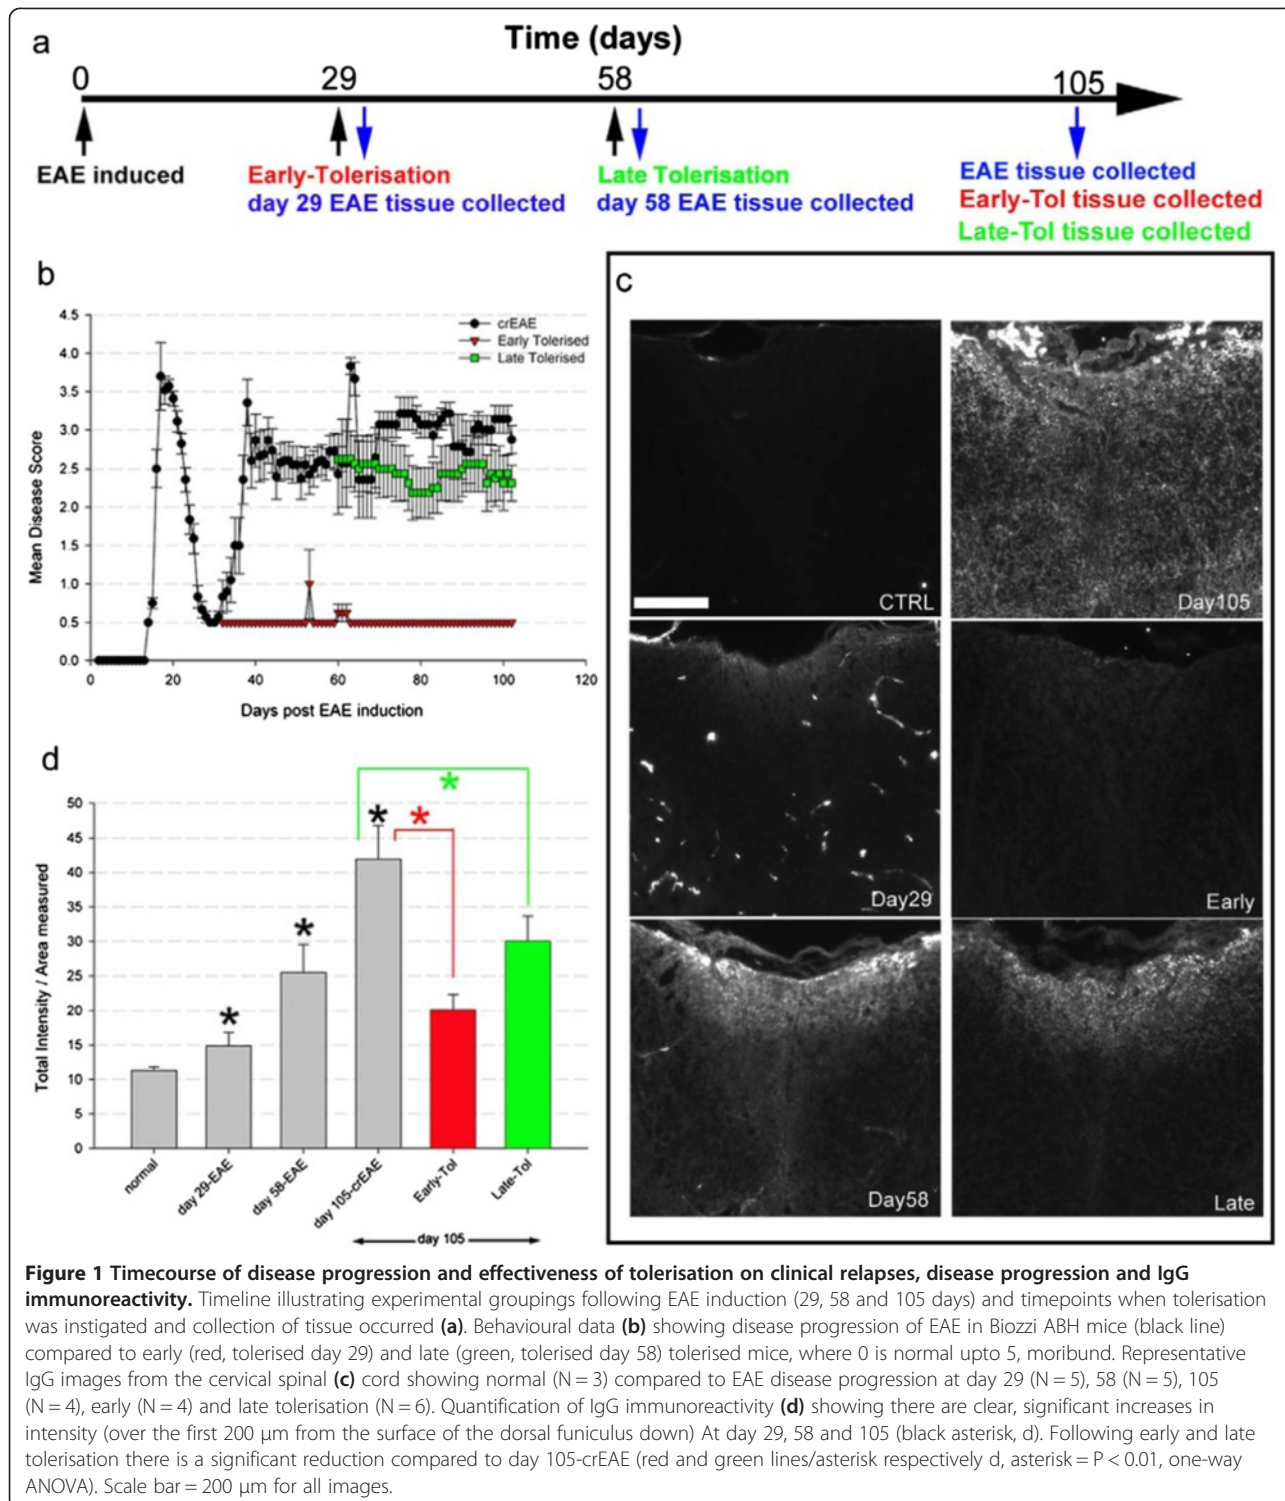 a
Time (days)
0
29
58
105
EAE induced
Early-Tolerisation
day 29 EAE tissue collected
Late Tolerisation
day 58 EAE tissue collected
EAE tissue collected
Early-Tol tissue collected
Late-Tol tissue collected
b
4.5
4.0
3.5
3.0
2.5
2.0
1.5
1.0
0.5
0.0
Mean Disease Score
crEAE
Early Tolerised
Late Tolerised
0 20 40 60 80 100 120
Days post EAE induction
c
CTRL
Day105
Day29
Early
Day58
Late
d
50
45
40
35
30
25
20
15
10
5
0
Total Intensity / Area measured
*
*
*
*
*
normal
day 29-EAE
day 58-EAE
day 105-crEAE
Early-Tol
Late-Tol
day 105
Figure 1 Timecourse of disease progression and effectiveness of tolerisation on clinical relapses, disease progression and IgG
immunoreactivity. Timeline illustrating experimental groupings following EAE induction (29, 58 and 105 days) and timepoints when tolerisation
was instigated and collection of tissue occurred (a). Behavioural data (b) showing disease progression of EAE in Biozzi ABH mice (black line)
compared to early (red, tolerised day 29) and late (green, tolerised day 58) tolerised mice, where 0 is normal upto 5, moribund. Representative
IgG images from the cervical spinal (c) cord showing normal (N = 3) compared to EAE disease progression at day 29 (N = 5), 58 (N = 5), 105
(N = 4), early (N = 4) and late tolerisation (N = 6). Quantification of IgG immunoreactivity (d) showing there are clear, significant increases in
intensity (over the first 200 μm from the surface of the dorsal funiculus down) At day 29, 58 and 105 (black asterisk, d). Following early and late
tolerisation there is a significant reduction compared to day 105-crEAE (red and green lines/asterisk respectively d, asterisk = P < 0.01, one-way
ANOVA). Scale bar = 200 μm for all images.